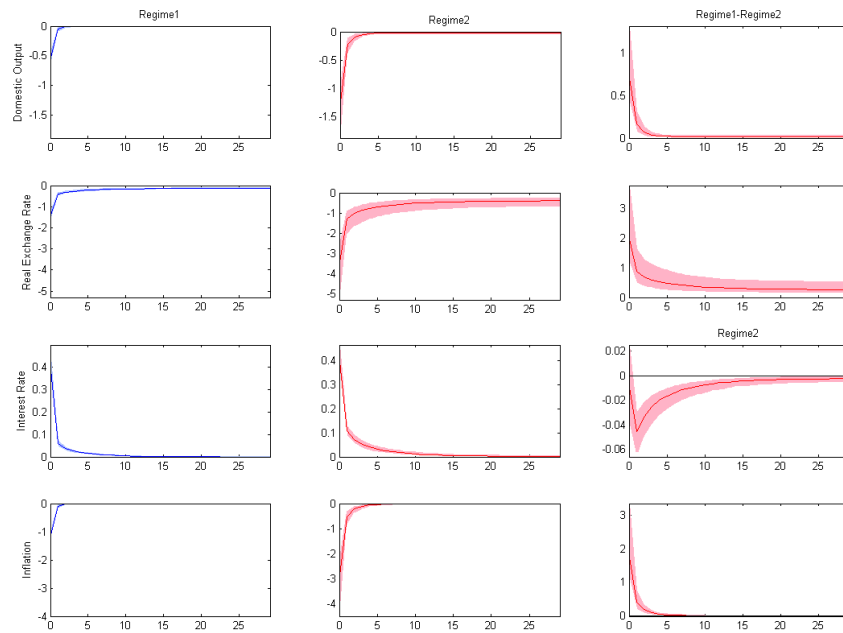 Regime1
Regime2
Regime1-Regime2
Domestic Output
0
-0.5
-1
-1.5
0 5 10 15 20 25
0
-0.5
-1
-1.5
0 5 10 15 20 25
1
0.5
0
0 5 10 15 20 25
Real Exchange Rate
0
-1
-2
-3
-4
-5
0 5 10 15 20 25
0
-1
-2
-3
-4
-5
0 5 10 15 20 25
3
2
1
0
0 5 10 15 20 25
Regime2
Interest Rate
0.4
0.3
0.2
0.1
0
0 5 10 15 20 25
0.4
0.3
0.2
0.1
0
0 5 10 15 20 25
0.02
0
-0.02
-0.04
-0.06
0 5 10 15 20 25
Inflation
0
-1
-2
-3
-4
0 5 10 15 20 25
0
-1
-2
-3
-4
0 5 10 15 20 25
3
2
1
0
0 5 10 15 20 25